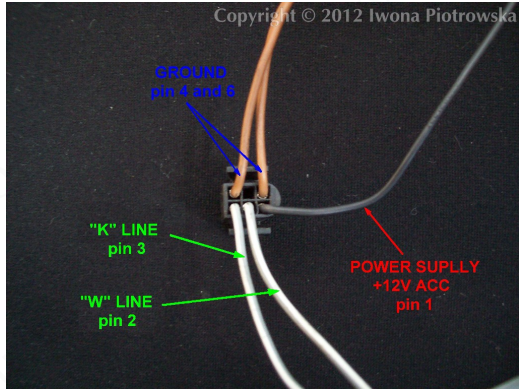 Copyright © 2012 Iwona Piotrowska
GROUND
pin 4 and 6
"K" LINE
pin 3
"W" LINE
pin 2
POWER SUPLLY
+12V ACC
pin 1